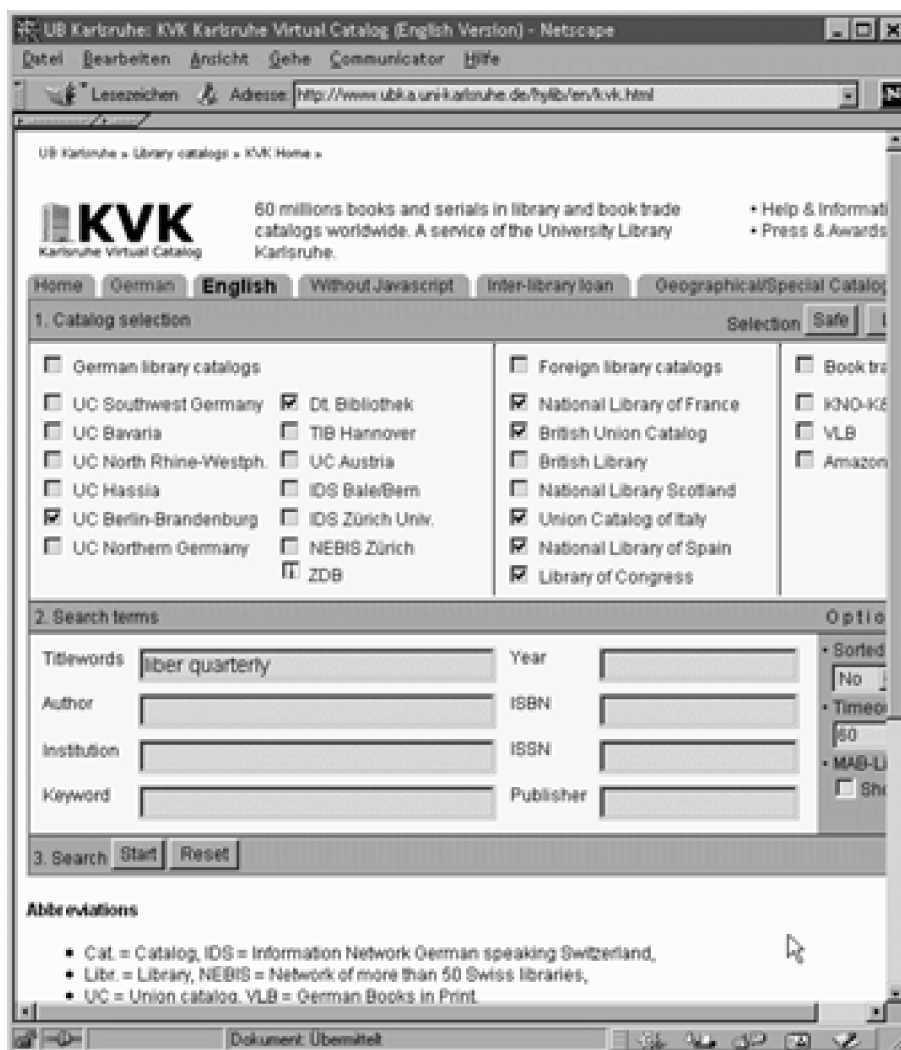 UB Karlsruhe: KVK Karlsruhe Virtual Catalog (English Version) - Netscape
Datei Bearbeiten Ansicht Gehe Communicator Hilfe
Lesezeichen Adresse: http://www.ubka.uni-karlsruhe.de/hylib/en/kvk.html
UB Karlsruhe » Library catalogs » KVK Home »
KVK
Karlsruhe Virtual Catalog
60 millions books and serials in library and book trade
catalogs worldwide. A service of the University Library
Karlsruhe.
• Help & Informati
• Press & Awards
Home German English Without Javascript Inter-library loan Geographical/Special Catalog
1. Catalog selection Selection Safe
German library catalogs Foreign library catalogs Book tra
UC Southwest Germany Dt. Bibliothek National Library of France KNO-K&
UC Bavaria TIB Hannover British Union Catalog VLB
UC North Rhine-Westph. UC Austria British Library Amazon
UC Hassia IDS Bale/Bern National Library Scotland
UC Berlin-Brandenburg IDS Zürich Univ. Union Catalog of Italy
UC Northern Germany NEBIS Zürich National Library of Spain
ZDB Library of Congress
2. Search terms Optio
Titlewords liber quarterly Year • Sorted
No
Author ISBN • Timeou
60
Institution ISSN • MAB-Li
Keyword Publisher Sho
3. Search Start Reset
Abbreviations
• Cat. = Catalog, IDS = Information Network German speaking Switzerland,
• Libr. = Library, NEBIS = Network of more than 50 Swiss libraries,
• UC = Union catalog, VLB = German Books in Print.
Dokument: Übermittelt